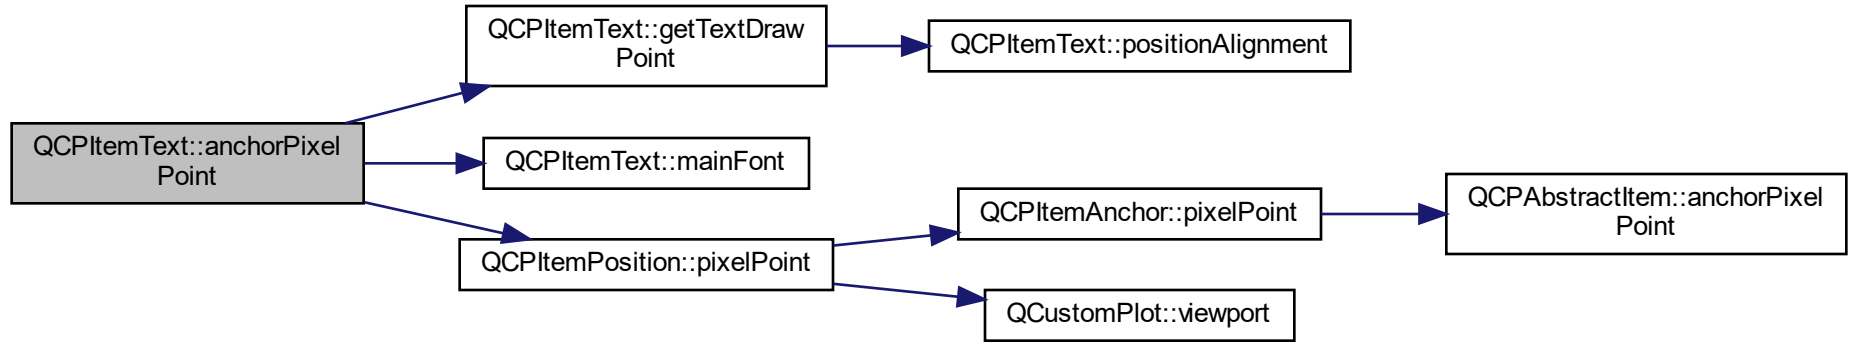 QCPItemText::anchorPixel
Point
QCPItemText::getTextDraw
Point
QCPItemText::positionAlignment
QCPItemText::mainFont
QCPItemPosition::pixelPoint
QCPItemAnchor::pixelPoint
QCPAbstractItem::anchorPixel
Point
QCustomPlot::viewport